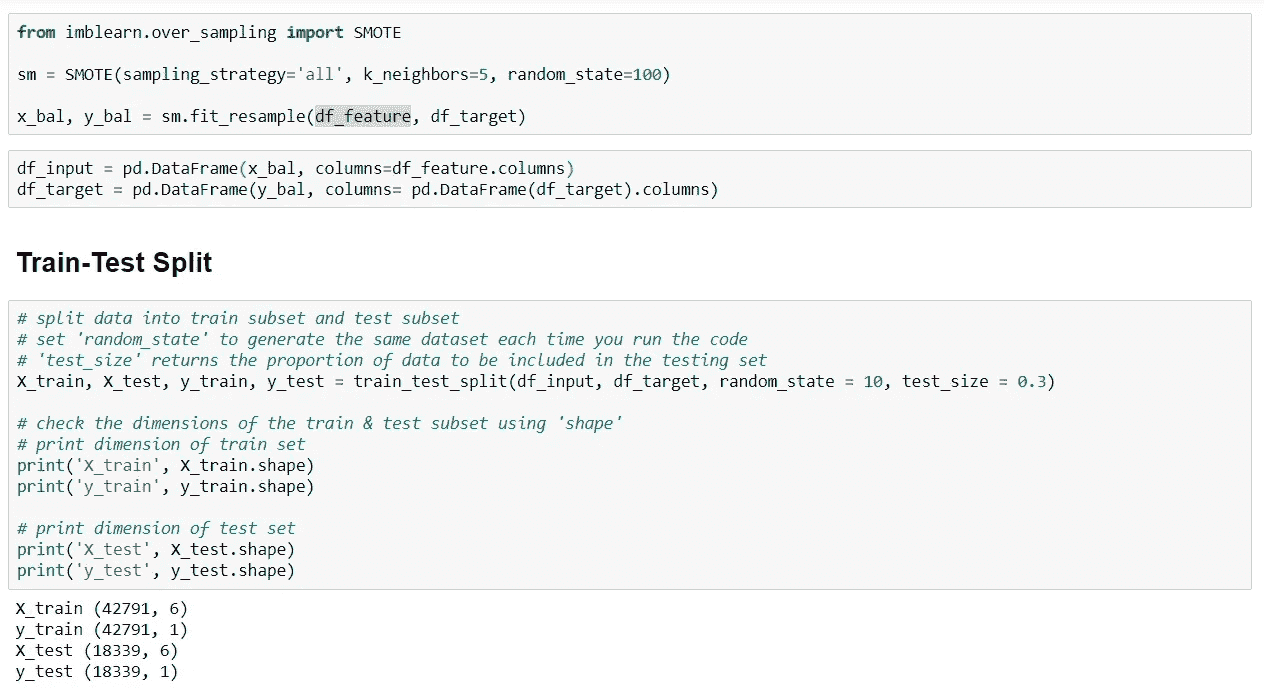 from imblearn.over_sampling import SMOTE
sm = SMOTE(sampling_strategy='all', k_neighbors=5, random_state=100)
x_bal, y_bal = sm.fit_resample(df_feature, df_target)
df_input = pd.DataFrame(x_bal, columns=df_feature.columns)
df_target = pd.DataFrame(y_bal, columns= pd.DataFrame(df_target).columns)
Train-Test Split
# split data into train subset and test subset
# set 'random_state' to generate the same dataset each time you run the code
# 'test_size' returns the proportion of data to be included in the testing set
X_train, X_test, y_train, y_test = train_test_split(df_input, df_target, random_state = 10, test_size = 0.3)
# check the dimensions of the train & test subset using 'shape'
# print dimension of train set
print('X_train', X_train.shape)
print('y_train', y_train.shape)
# print dimension of test set
print('X_test', X_test.shape)
print('y_test', y_test.shape)
X_train (42791, 6)
y_train (42791, 1)
X_test (18339, 6)
y_test (18339, 1)